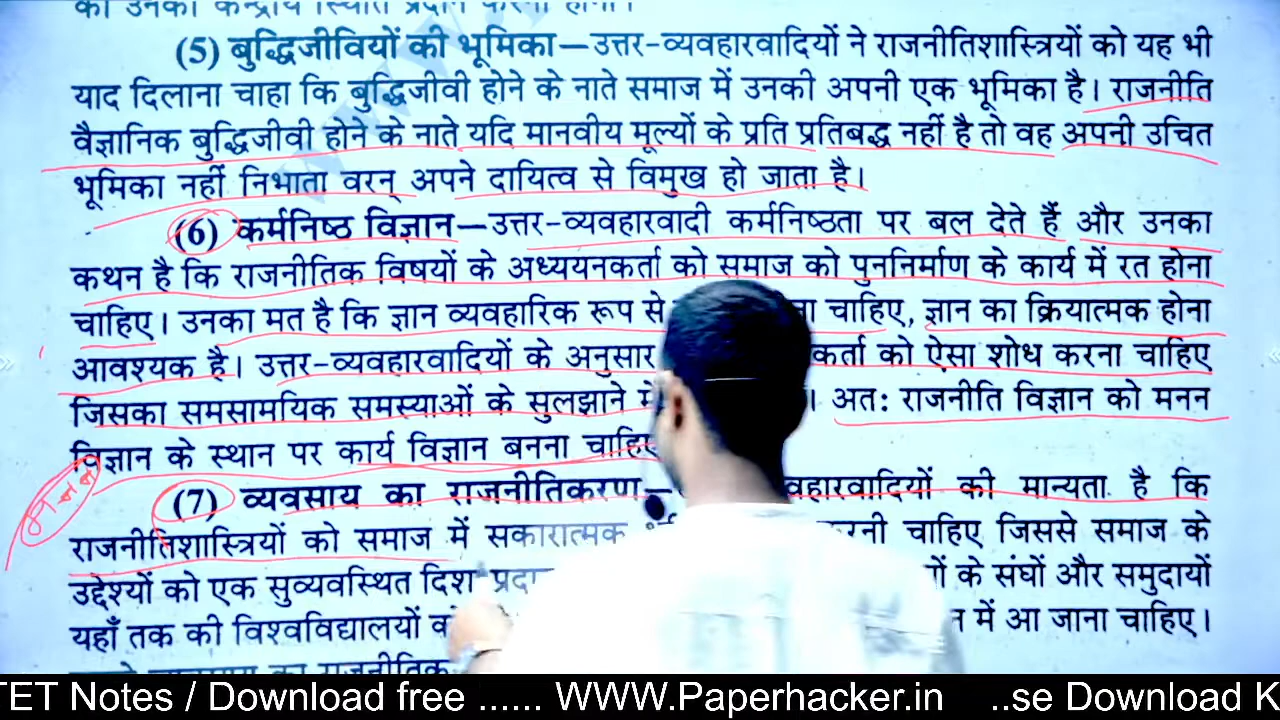 (5) बुद्धिजीवियों की भूमिका—उत्तर-व्यवहारवादियों ने राजनीतिशास्त्रियों को यह भी
याद दिलाना चाहा कि बुद्धिजीवी होने के नाते समाज में उनकी अपनी एक भूमिका है। राजनीति
वैज्ञानिक बुद्धिजीवी होने के नाते यदि मानवीय मूल्यों के प्रति प्रतिबद्ध नहीं है तो वह अपनी उचित
भूमिका नहीं निभाता वरन् अपने दायित्व से विमुख हो जाता है।
(6) कर्मनिष्ठ विज्ञान—उत्तर-व्यवहारवादी कर्मनिष्ठता पर बल देते हैं और उनका
कथन है कि राजनीतिक विषयों के अध्ययनकर्ता को समाज को पुननिर्माण के कार्य में रत होना
चाहिए। उनका मत है कि ज्ञान व्यवहारिक रूप से चाहिए, ज्ञान का क्रियात्मक होना
आवश्यक है। उत्तर-व्यवहारवादियों के अनुसार कर्ता को ऐसा शोध करना चाहिए
जिसका समसामयिक समस्याओं के सुलझाने में । अत: राजनीति विज्ञान को मनन
विज्ञान के स्थान पर कार्य विज्ञान बनना चाहिए
(7) व्यवसाय का राजनीतिकरण— वहारवादियों की मान्यता है कि
राजनीतिशास्त्रियों को समाज में सकारात्मक रनी चाहिए जिससे समाज के
उद्देश्यों को एक सुव्यवस्थित दिशा के संघों और समुदायों
यहाँ तक की विश्वविद्यालयों में आ जाना चाहिए।
TET Notes / Download free ...... WWW.Paperhacker.in ..se Download K